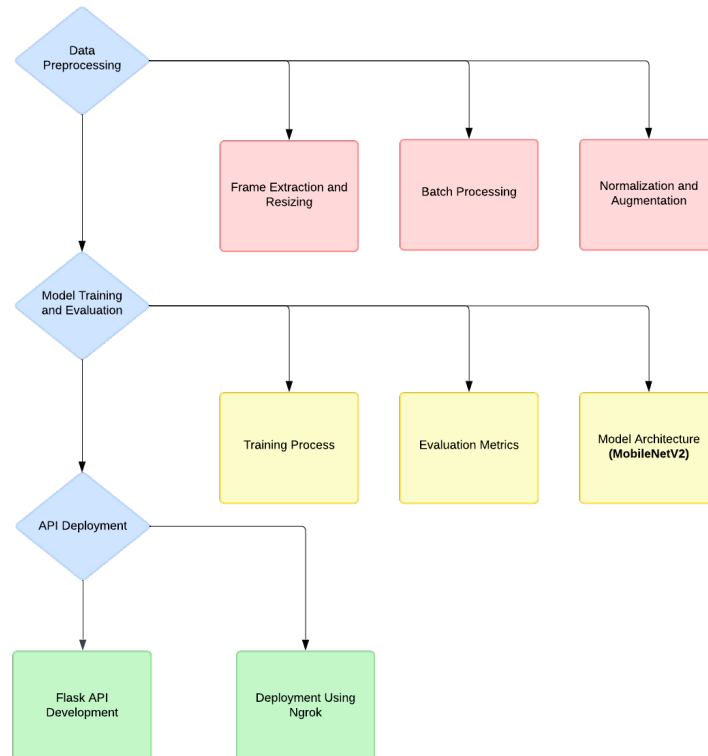 Data
Preprocessing
Frame Extraction and
Resizing
Batch Processing
Normalization and
Augmentation
Model Training
and Evaluation
Training Process
Evaluation Metrics
Model Architecture
(MobileNetV2)
API Deployment
Flask API
Development
Deployment Using
Ngrok